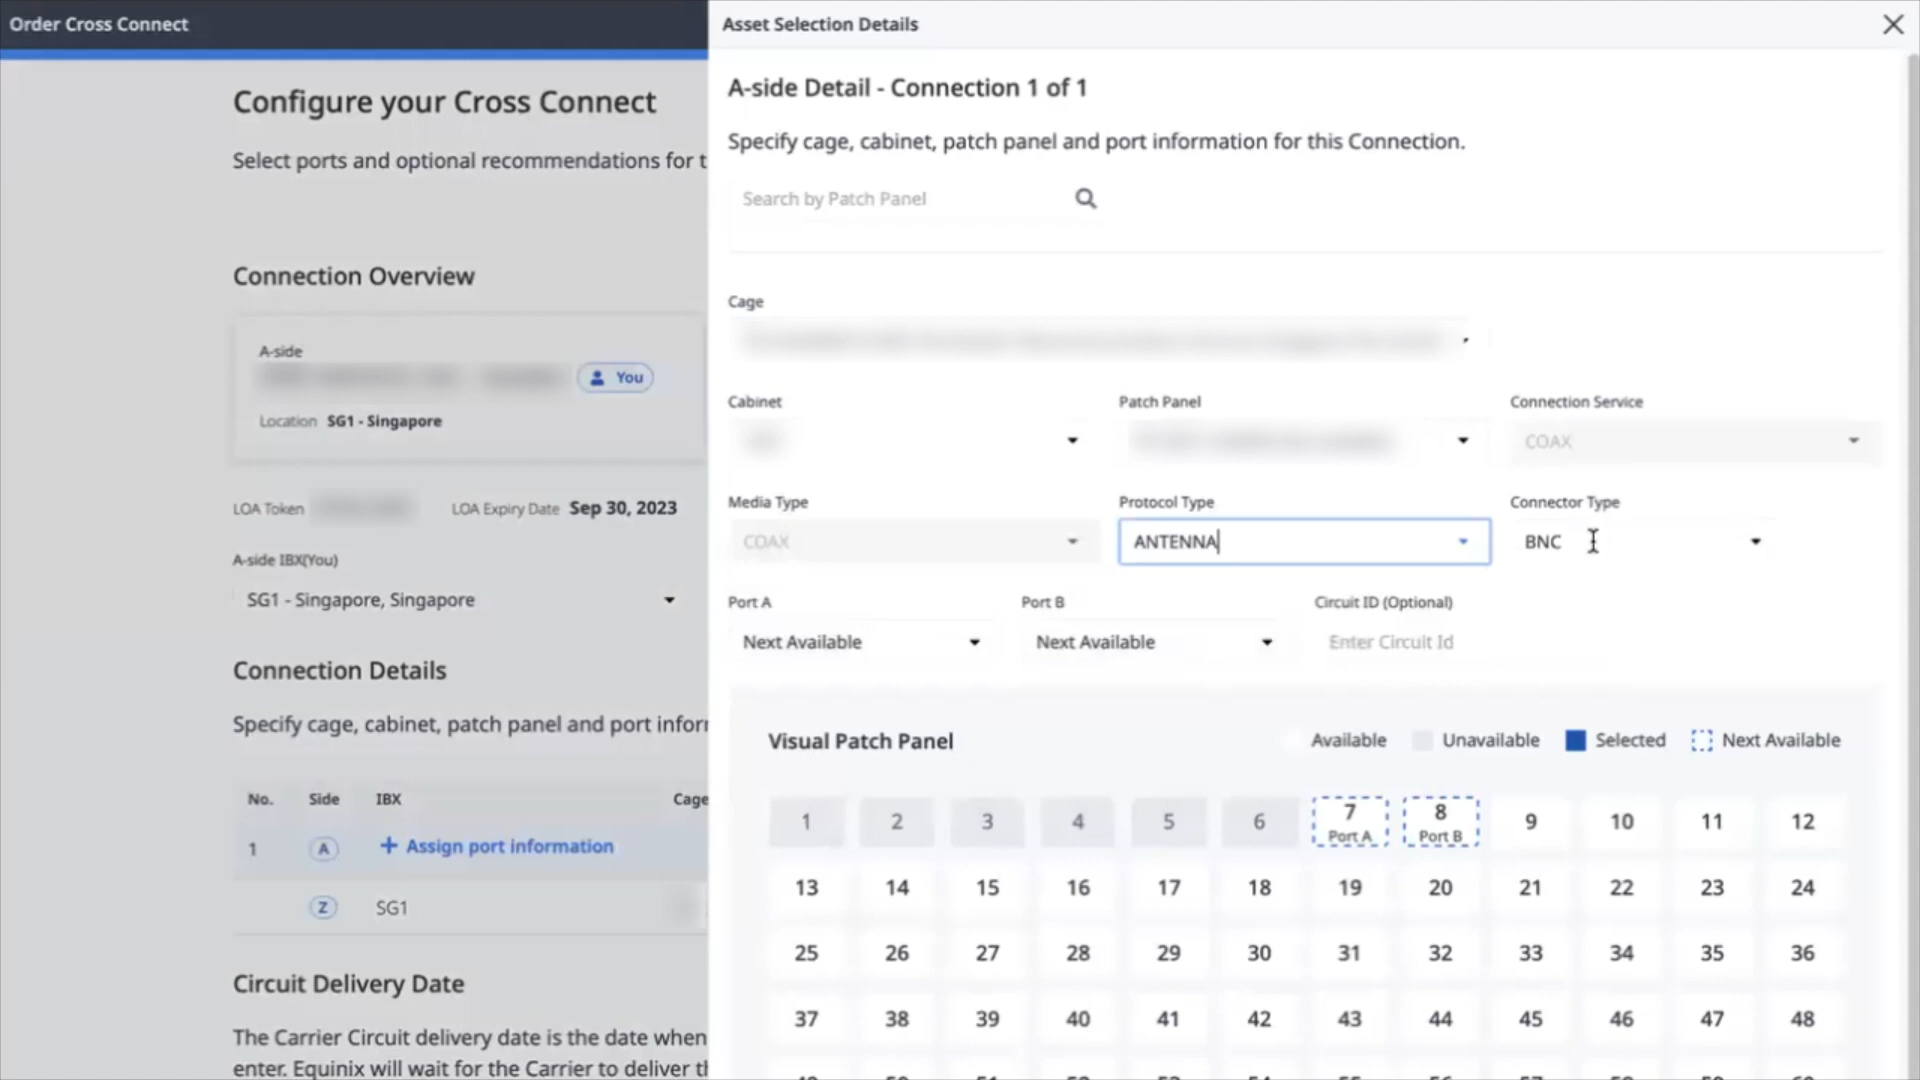 Order Cross Connect
Configure your Cross Connect
Select ports and optional recommendations for t
Connection Overview
A-side
You
Location SG1 - Singapore
LOA Token
LOA Expiry Date Sep 30, 2023
A-side IBX(You)
SG1 - Singapore, Singapore
Connection Details
Specify cage, cabinet, patch panel and port infor
No. Side IBX Cage
1 A + Assign port information
Z SG1
Circuit Delivery Date
The Carrier Circuit delivery date is the date when
enter. Equinix will wait for the Carrier to deliver th
Asset Selection Details
A-side Detail - Connection 1 of 1
Specify cage, cabinet, patch panel and port information for this Connection.
Search by Patch Panel
Cage
Cabinet Patch Panel Connection Service
COAX
Media Type Protocol Type Connector Type
COAX ANTENNA BNC
Port A Port B Circuit ID (Optional)
Next Available Next Available Enter Circuit Id
Visual Patch Panel Available Unavailable Selected Next Available
1 2 3 4 5 6 7 8 9 10 11 12
Port A Port B
13 14 15 16 17 18 19 20 21 22 23 24
25 26 27 28 29 30 31 32 33 34 35 36
37 38 39 40 41 42 43 44 45 46 47 48